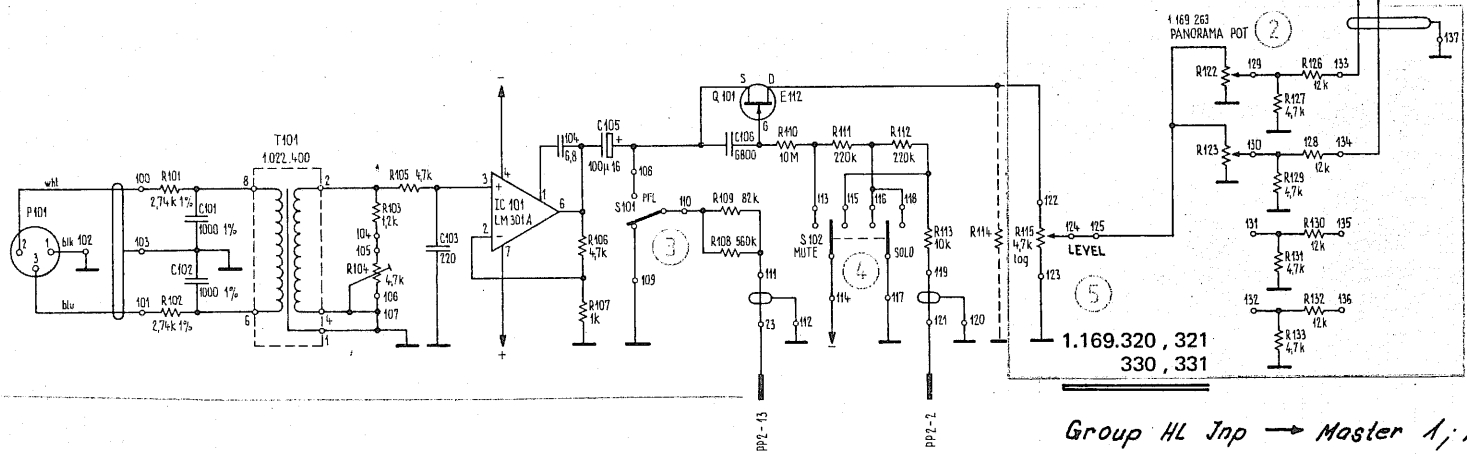 1.169 263
PANORAMA POT 2
137
R122
129
R126
133
12k
R127
4,7k
R123
130
128
134
12k
R129
4,7k
131
R130
135
12k
R131
4,7k
132
R132
136
12k
R133
4,7k
S D
Q101 E112
G
T101
1.022.400
wht
P101
2 1
3
blk 102
blu
100
R101
2,74k 1%
C101
1000 1%
103
C102
1000 1%
101
R102
2,74k 1%
8
6
2
4
1
R103
1,2k
104
105
R104
4,7k
106
107
R105 4,7k
C103
220
-
4
3
+
IC 101
LM 301A
2
-
1
6
7
+
104
6,8
C105
+
100µ16
R106
4,7k
R107
1k
108
PFL
S101
110
3
109
R109 82k
R108 560k
111
112
23
PP2-13
C106
6800
R110
10M
R111
220k
R112
220k
113
115
116
118
S102
MUTE
SOLO
4
114
117
-
R113
10k
119
121
120
PP2-2
R114
122
R115
4,7k
log
124 125
LEVEL
123
5
1.169.320 , 321
330 , 331
Group HL Inp → Master 1;